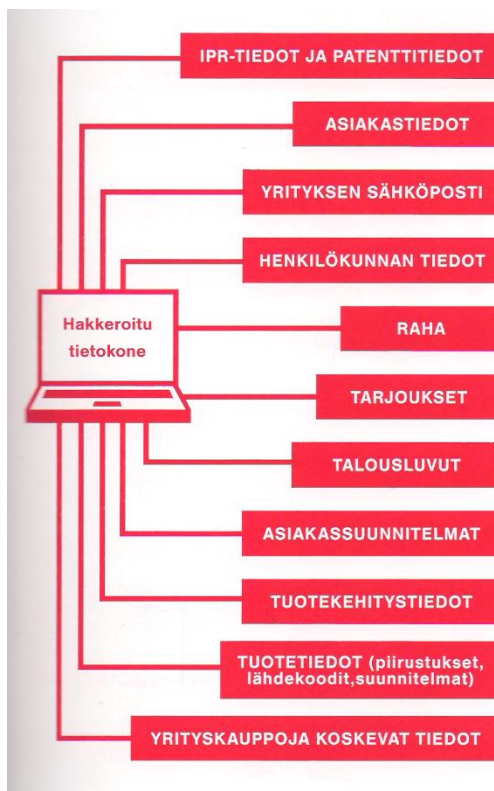 IPR-TIEDOT JA PATENTTITIEDOT
ASIAKASTIEDOT
YRITYKSEN SÄHKÖPOSTI
HENKILÖKUNNAN TIEDOT
Hakkeroitu
tietokone
RAHA
TARJOUKSET
TALOUSLUVUT
ASIAKASSUUNNITELMAT
TUOTEKEHITYSTIEDOT
TUOTETIEDOT (piirustukset,
lähdekoodit,suunnitelmat)
YRITYSKAUPPOJA KOSKEVAT TIEDOT